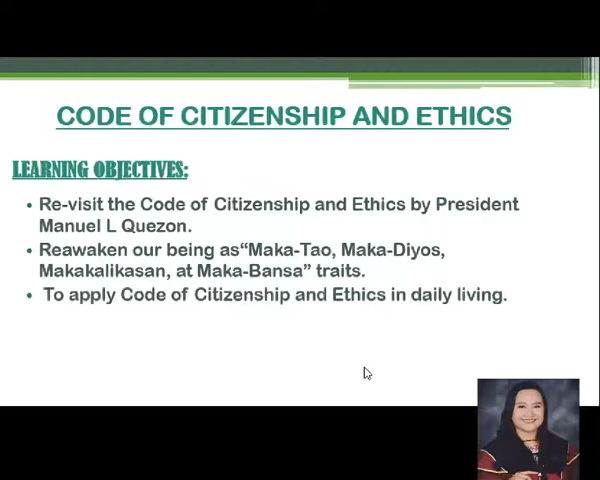 CODE OF CITIZENSHIP AND ETHICS
LEARNING OBJECTIVES:
• Re-visit the Code of Citizenship and Ethics by President
Manuel L Quezon.
• Reawaken our being as“Maka-Tao, Maka-Diyos,
Makakalikasan, at Maka-Bansa” traits.
• To apply Code of Citizenship and Ethics in daily living.